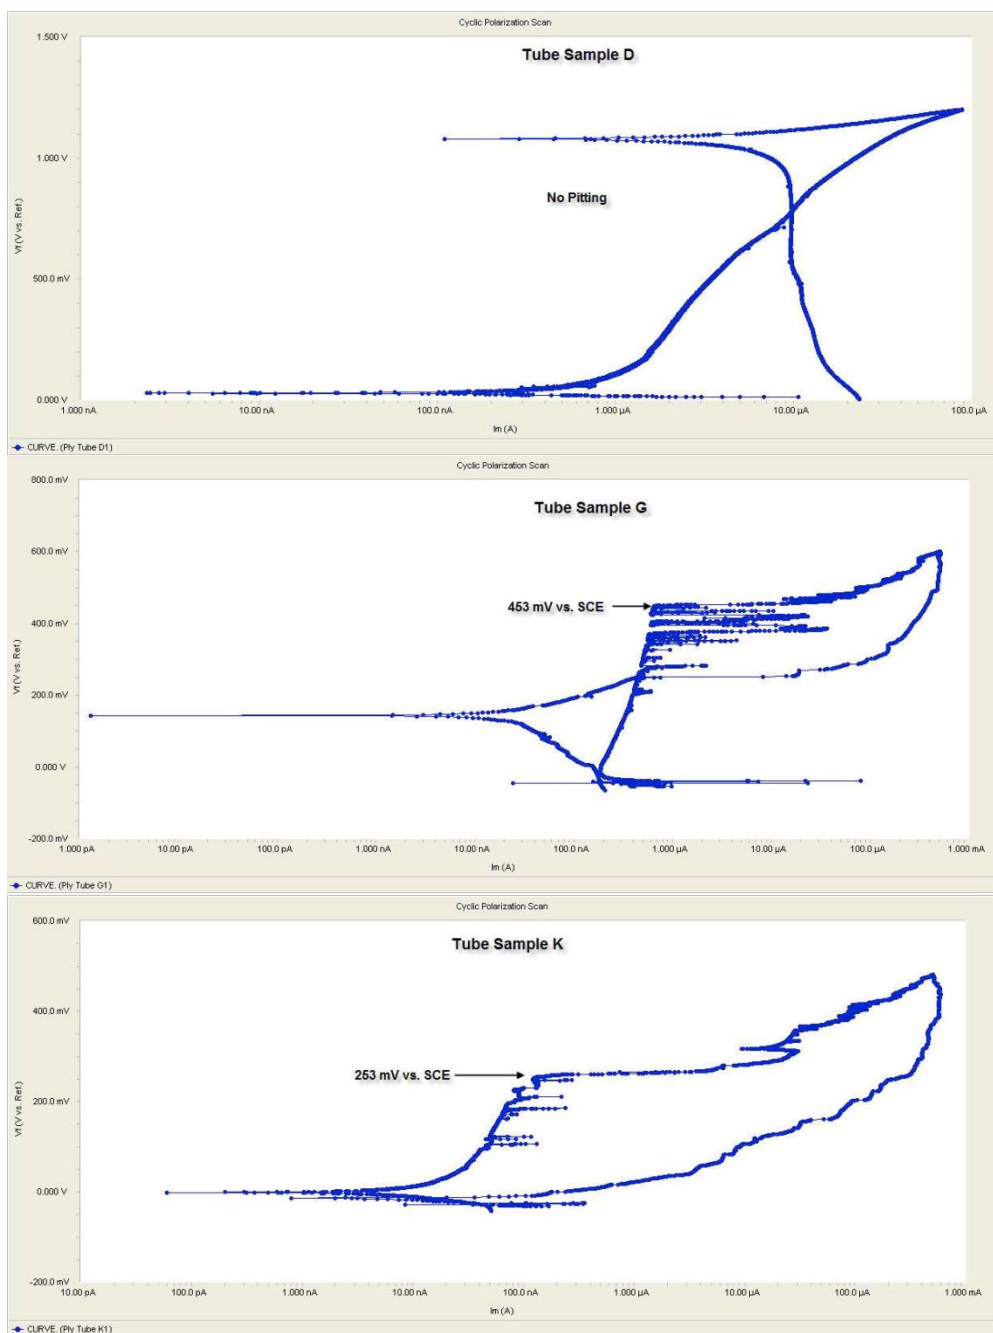 Cyclic Polarization Scan
1.500 V
Tube Sample D
1.000 V
No Pitting
Vf (V vs. Ref.)
500.0 mV
0.000 V
1.000 nA 10.00 nA 100.0 nA 1.000 µA 10.00 µA 100.0 µA
Im (A)
CURVE. (Ply Tube D1)
Cyclic Polarization Scan
800.0 mV
Tube Sample G
600.0 mV
453 mV vs. SCE
400.0 mV
Vf (V vs. Ref.)
200.0 mV
0.000 V
-200.0 mV
1.000 pA 10.00 pA 100.0 pA 1.000 nA 10.00 nA 100.0 nA 1.000 µA 10.00 µA 100.0 µA 1.000 mA
Im (A)
CURVE. (Ply Tube G1)
Cyclic Polarization Scan
600.0 mV
Tube Sample K
400.0 mV
253 mV vs. SCE
200.0 mV
Vf (V vs. Ref.)
0.000 V
-200.0 mV
10.00 pA 100.0 pA 1.000 nA 10.00 nA 100.0 nA 1.000 µA 10.00 µA 100.0 µA 1.000 mA
Im (A)
CURVE. (Ply Tube K1)